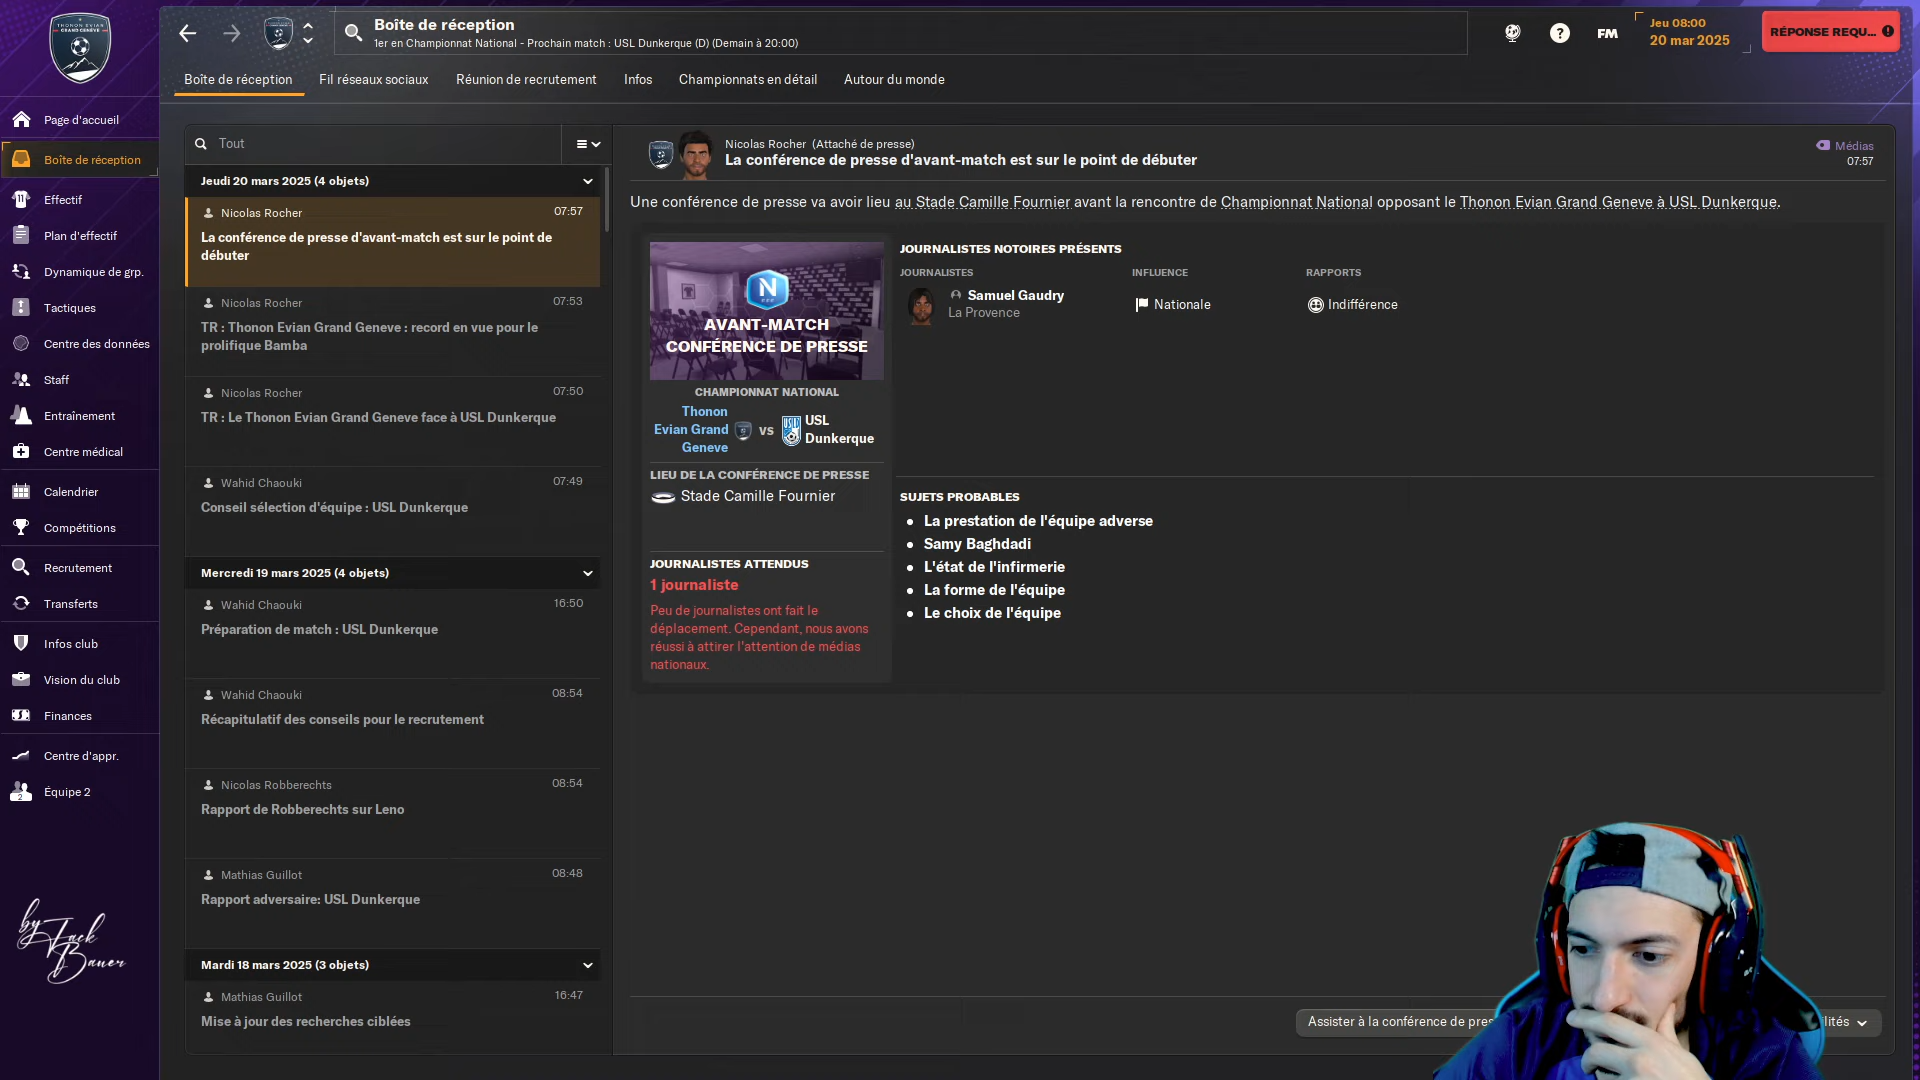 THONON EVIAN
GRAND GENÈVE
Boîte de réception
1er en Championnat National - Prochain match : USL Dunkerque (D) (Demain à 20:00)
FM
Jeu 08:00
20 mar 2025
RÉPONSE REQU...
Boîte de réception
Fil réseaux sociaux
Réunion de recrutement
Infos
Championnats en détail
Autour du monde
Page d'accueil
Boîte de réception
Effectif
Plan d'effectif
Dynamique de grp.
Tactiques
Centre des données
Staff
Entraînement
Centre médical
Calendrier
Compétitions
Recrutement
Transferts
Infos club
Vision du club
Finances
Centre d'appr.
Équipe 2
by Jack
Bauer
Tout
Jeudi 20 mars 2025 (4 objets)
Nicolas Rocher 07:57
La conférence de presse d'avant-match est sur le point de
débuter
Nicolas Rocher 07:53
TR : Thonon Evian Grand Geneve : record en vue pour le
prolifique Bamba
Nicolas Rocher 07:50
TR : Le Thonon Evian Grand Geneve face à USL Dunkerque
Wahid Chaouki 07:49
Conseil sélection d'équipe : USL Dunkerque
Mercredi 19 mars 2025 (4 objets)
Wahid Chaouki 16:50
Préparation de match : USL Dunkerque
Wahid Chaouki 08:54
Récapitulatif des conseils pour le recrutement
Nicolas Robberechts 08:54
Rapport de Robberechts sur Leno
Mathias Guillot 08:48
Rapport adversaire: USL Dunkerque
Mardi 18 mars 2025 (3 objets)
Mathias Guillot 16:47
Mise à jour des recherches ciblées
Nicolas Rocher (Attaché de presse)
La conférence de presse d'avant-match est sur le point de débuter
Médias
07:57
Une conférence de presse va avoir lieu au Stade Camille Fournier avant la rencontre de Championnat National opposant le Thonon Evian Grand Geneve à USL Dunkerque.
N
AVANT-MATCH
CONFÉRENCE DE PRESSE
CHAMPIONNAT NATIONAL
Thonon
Evian Grand
Geneve
vs
USL
Dunkerque
LIEU DE LA CONFÉRENCE DE PRESSE
Stade Camille Fournier
JOURNALISTES ATTENDUS
1 journaliste
Peu de journalistes ont fait le
déplacement. Cependant, nous avons
réussi à attirer l'attention de médias
nationaux.
JOURNALISTES NOTOIRES PRÉSENTS
JOURNALISTES INFLUENCE RAPPORTS
Samuel Gaudry
La Provence
Nationale
Indifférence
SUJETS PROBABLES
La prestation de l'équipe adverse
Samy Baghdadi
L'état de l'infirmerie
La forme de l'équipe
Le choix de l'équipe
Assister à la conférence de pres